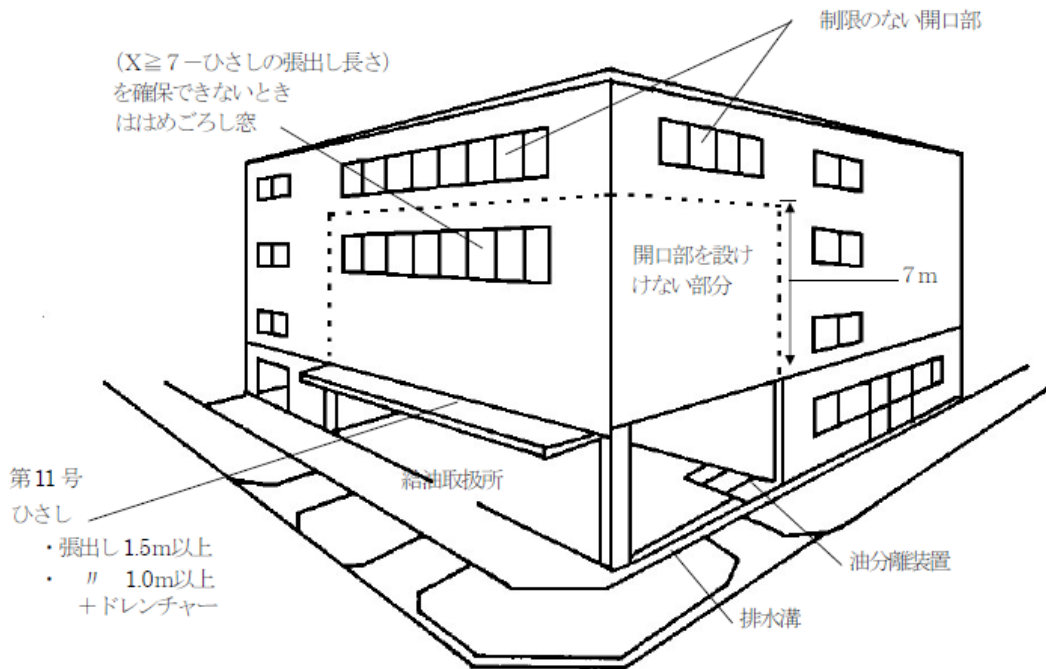 制限のない開口部
(X≧7－ひさしの張出し長さ)
を確保できないとき
ははめごろし窓
開口部を設け
けない部分
7m
第11号
ひさし
・張出し 1.5m以上
・ 〃 1.0m以上
＋ドレンチャー
給油取扱所
油分離装置
排水溝